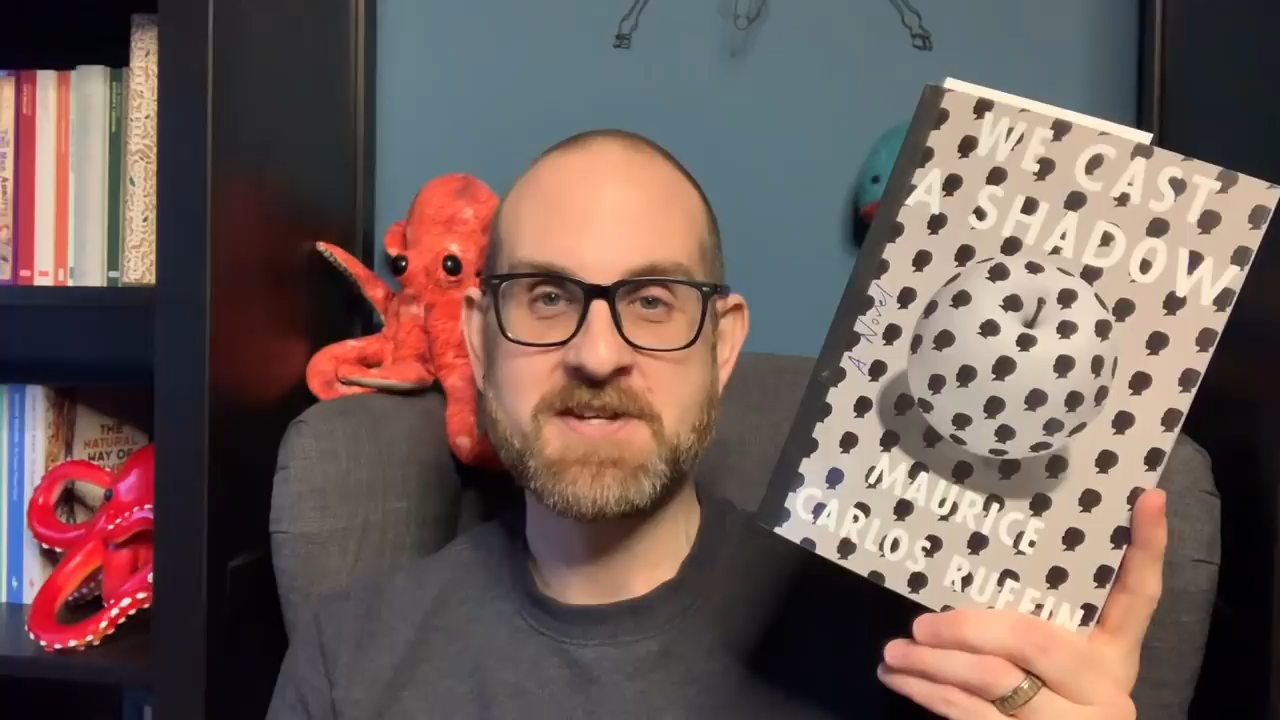 WE CAST
A SHADOW
A Novel
MAURICE
CARLOS RUFFIN
THE
NATURAL
WAY OF